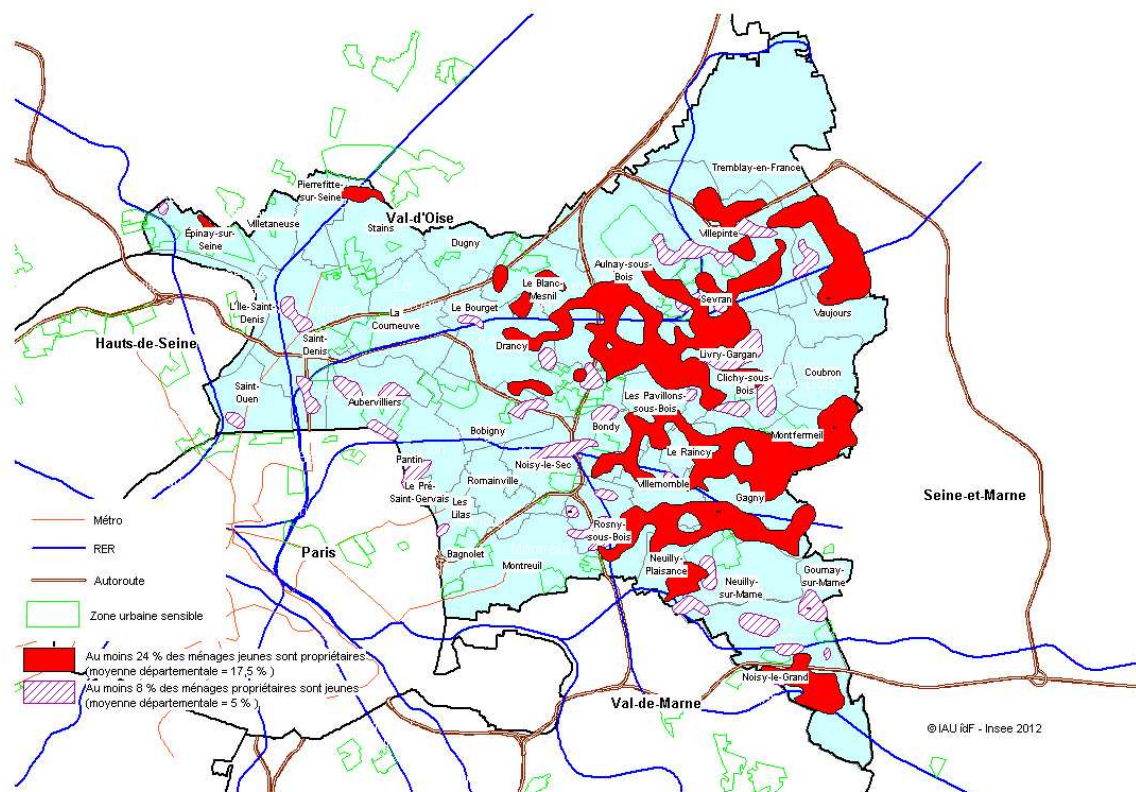 Tremblay-en-France
Pierrefitte-
sur-Seine
Val-d'Oise
Villetaneuse
Stains
Épinay-sur-
Seine
Villepinte
Dugny
Aulnay-sous-
Bois
Le Blanc-
Mesnil
Sevran
L'Île-Saint-
Denis
La
Courneuve
Le Bourget
Vaujours
Hauts-de-Seine
Saint-
Denis
Drancy
Livry-Gargan
Coubron
Clichy-sous-
Bois
Saint-
Ouen
Aubervilliers
Les Pavillons-
sous-Bois
Bobigny
Bondy
Montfermeil
Le Raincy
Pantin
Noisy-le-Sec
Romainville
Le Pré-
Saint-Gervais
Villemomble
Gagny
Seine-et-Marne
Les
Lilas
Rosny-
sous-Bois
Paris
Bagnolet
Montreuil
Neuilly-
Plaisance
Neuilly-
sur-Marne
Gournay-
sur-Marne
Noisy-le-Grand
Val-de-Marne
Métro
RER
Autoroute
Zone urbaine sensible
Au moins 24 % des ménages jeunes sont propriétaires
(moyenne départementale = 17,5 % )
Au moins 8 % des ménages propriétaires sont jeunes
(moyenne départementale = 5 % )
© IAU îdF - Insee 2012